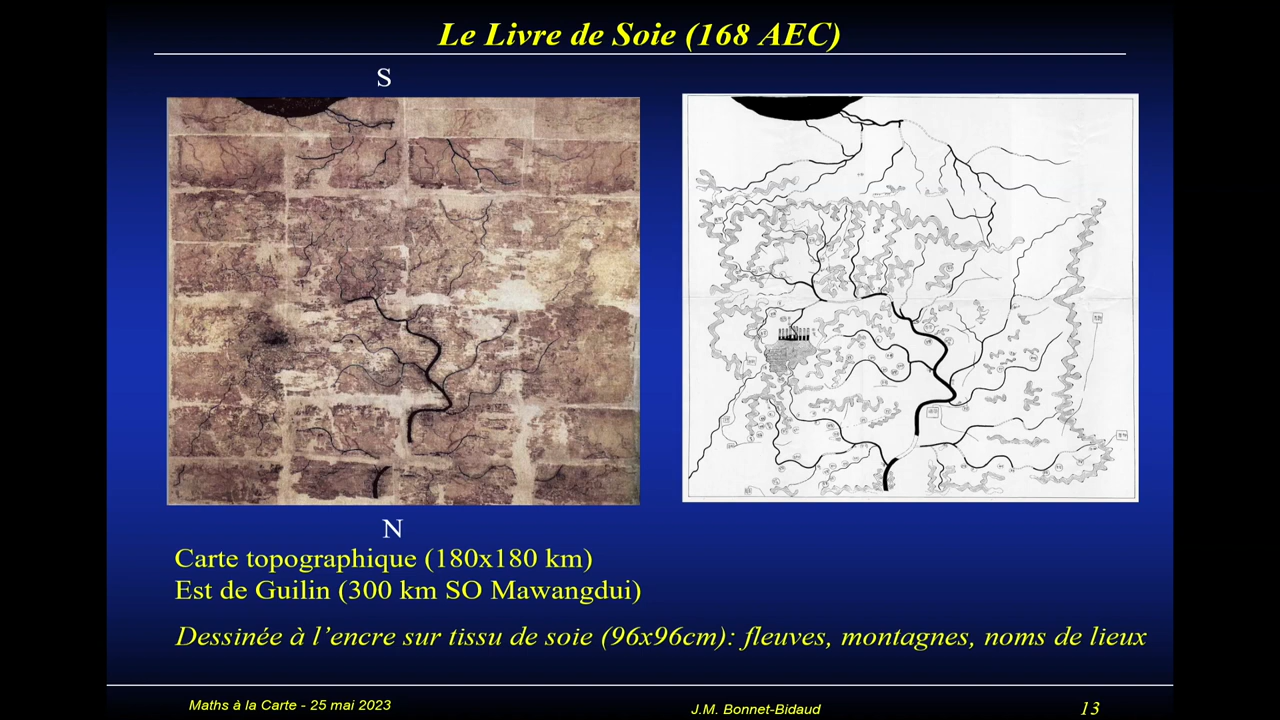 Le Livre de Soie (168 AEC)
S
N
Carte topographique (180x180 km)
Est de Guilin (300 km SO Mawangdui)
Dessinée à l’encre sur tissu de soie (96x96cm): fleuves, montagnes, noms de lieux
Maths à la Carte - 25 mai 2023
J.M. Bonnet-Bidaud
13